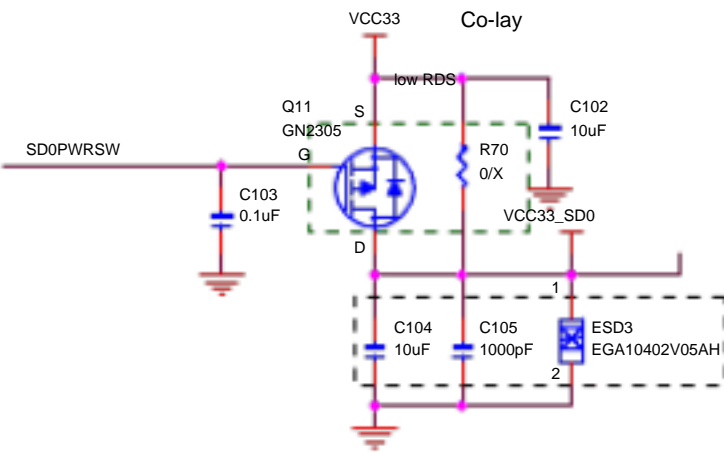 VCC33
Co-lay
low RDS
Q11
S
GN2305
G
SD0PWRSW
C102
10uF
R70
0/X
C103
0.1uF
VCC33_SD0
D
1
C104
10uF
C105
1000pF
ESD3
EGA10402V05AH
2